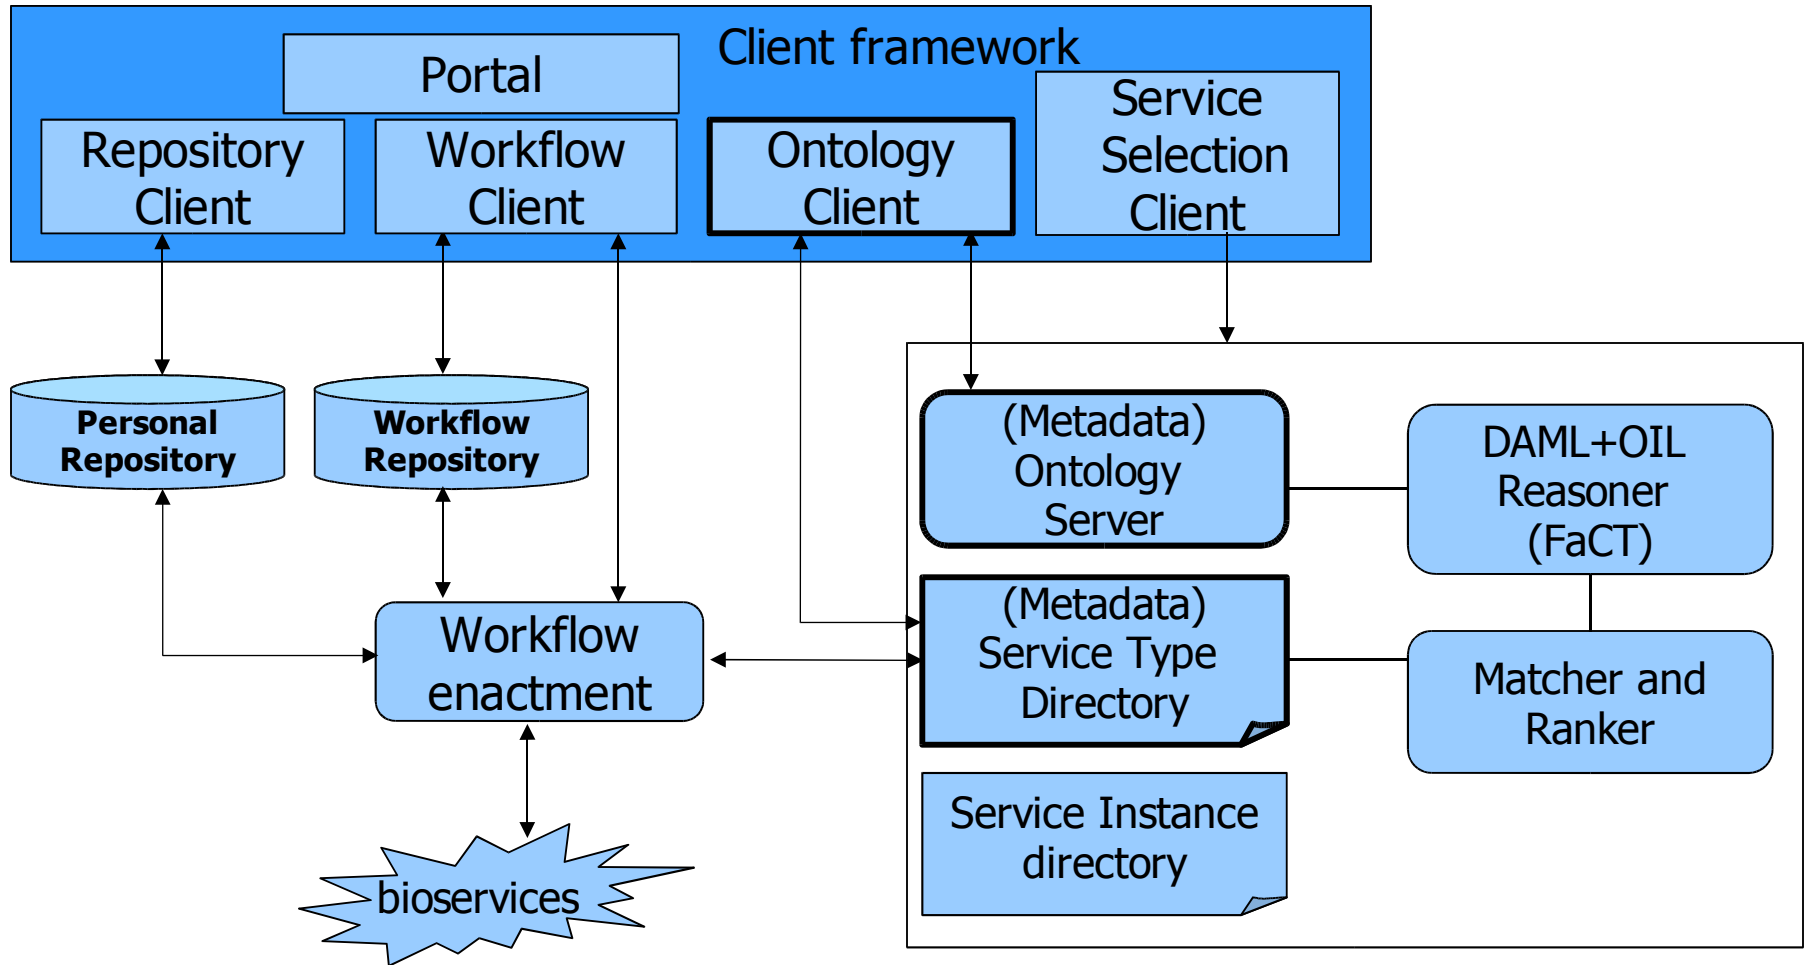 Client framework
Portal
Repository
Client
Workflow
Client
Ontology
Client
Service
Selection
Client
Personal
Repository
Workflow
Repository
(Metadata)
Ontology
Server
DAML+OIL
Reasoner
(FaCT)
Workflow
enactment
(Metadata)
Service Type
Directory
Matcher and
Ranker
Service Instance
directory
bioservices